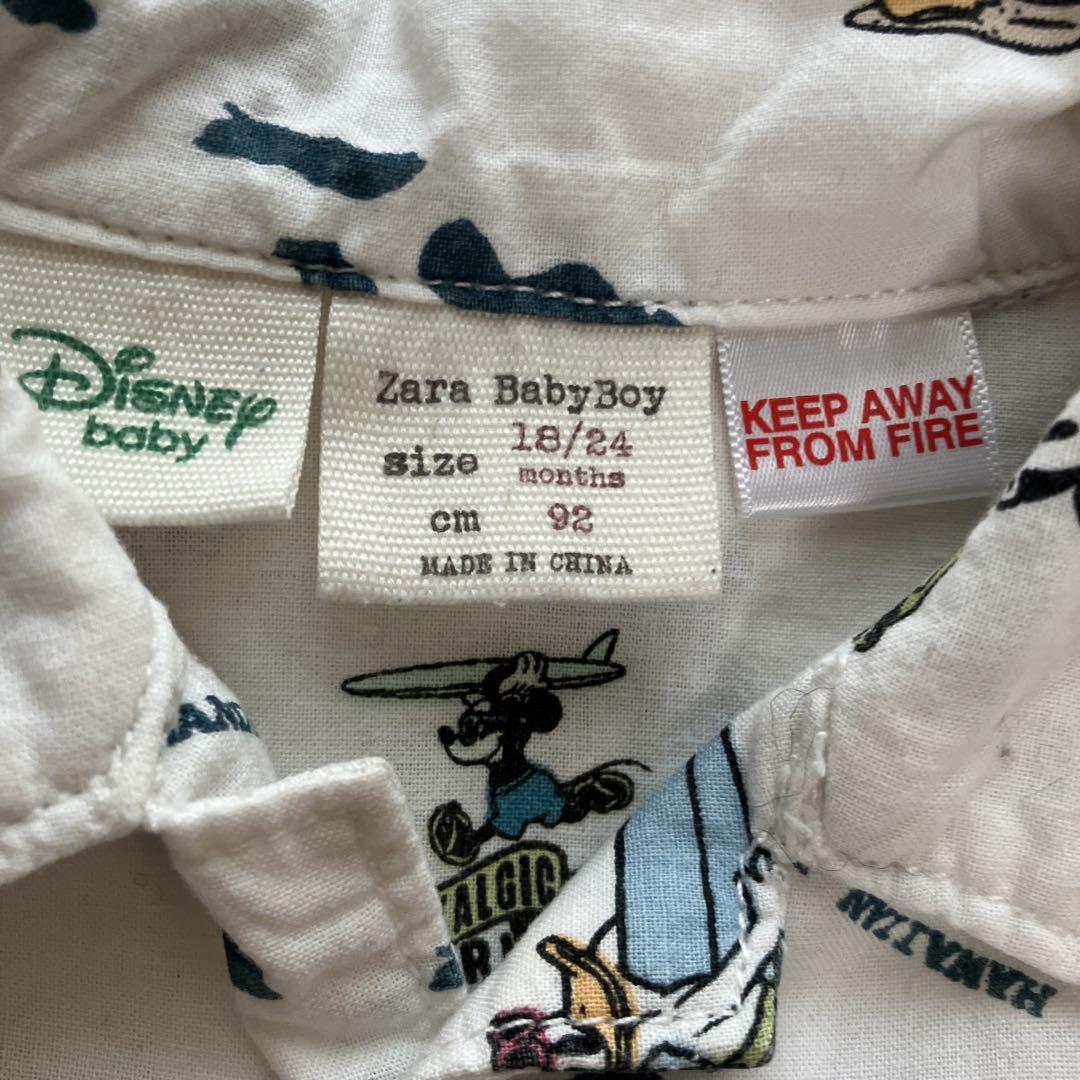 Disney
baby
Zara BabyBoy
size 18/24
months
cm 92
MADE IN CHINA
KEEP AWAY
FROM FIRE
HAWAIIAN